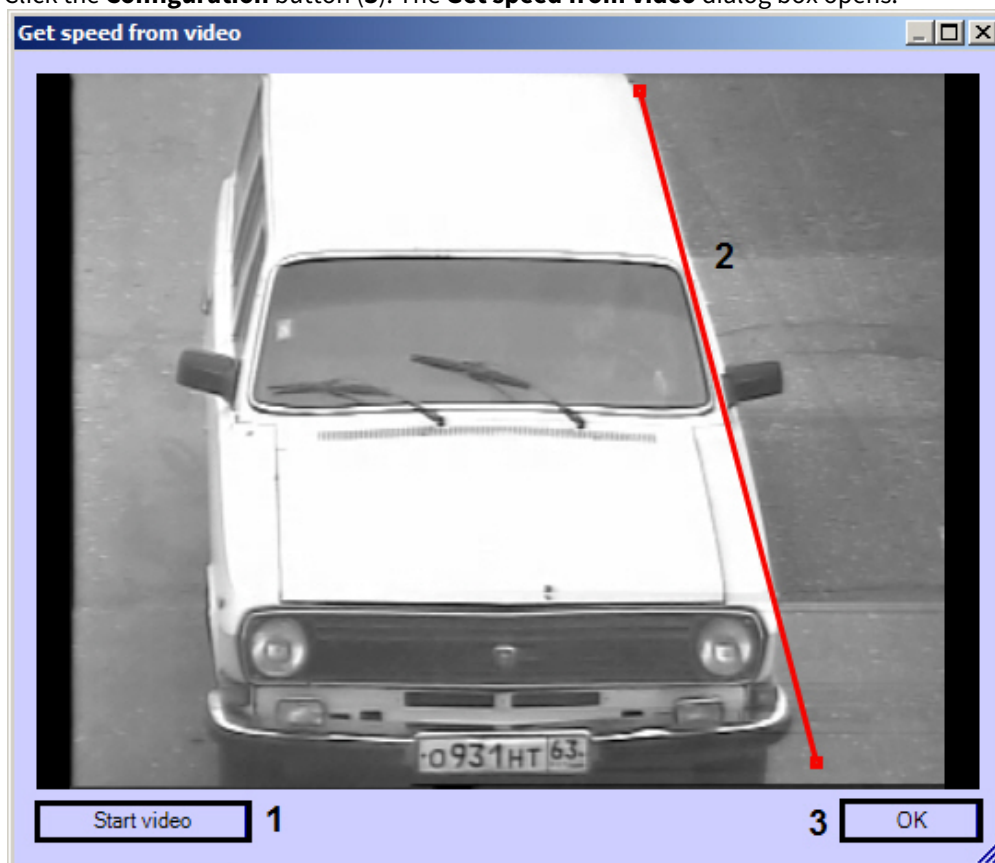 Click the Configuration button (3). The Get speed from video dialog box opens.
Get speed from video
2
о931нт 63
Start video 1
3 OK